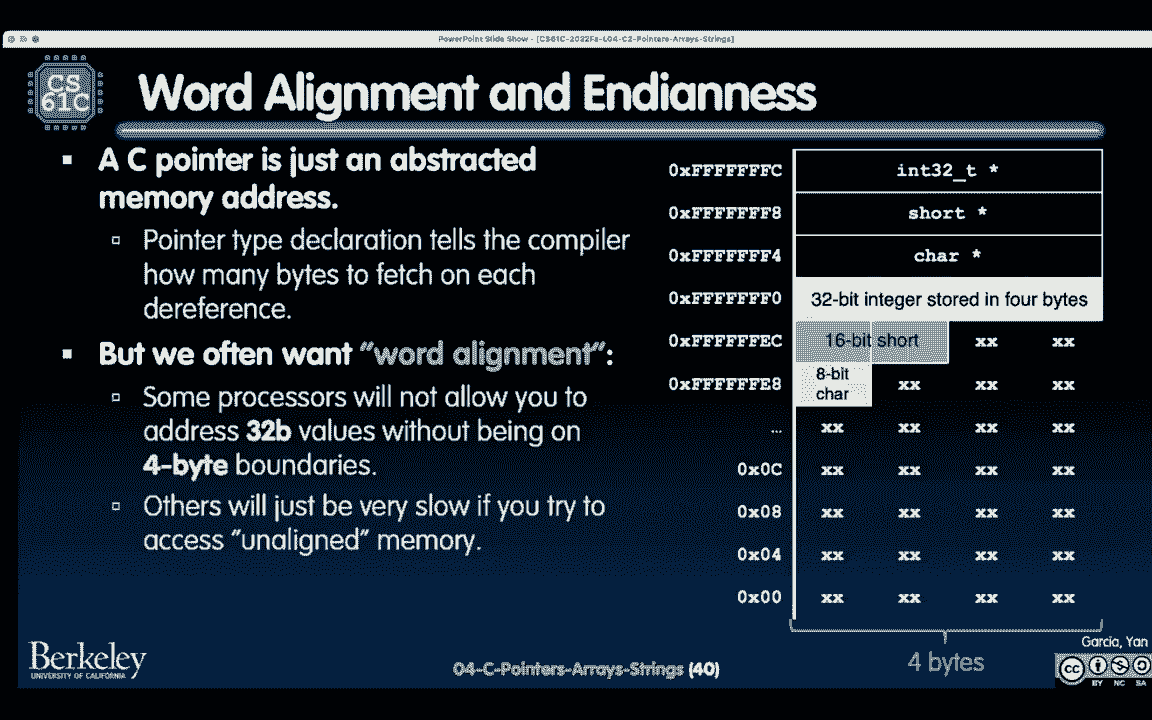 PowerPoint Slide Show - [CS61C-2022Fa-L04-C2-Pointers-Arrays-Strings]
CS
61C
Word Alignment and Endianness
A C pointer is just an abstracted
memory address.
Pointer type declaration tells the compiler
how many bytes to fetch on each
dereference.
But we often want "word alignment":
Some processors will not allow you to
address 32b values without being on
4-byte boundaries.
Others will just be very slow if you try to
access "unaligned" memory.
0xFFFFFFFC int32_t *
0xFFFFFFF8 short *
0xFFFFFFF4 char *
0xFFFFFFF0 32-bit integer stored in four bytes
0xFFFFFFEC 16-bit short xx xx
0xFFFFFFE8 8-bit char xx xx xx
... xx xx xx xx
0x0C xx xx xx xx
0x08 xx xx xx xx
0x04 xx xx xx xx
0x00 xx xx xx xx
4 bytes
Berkeley
UNIVERSITY OF CALIFORNIA
04-C-Pointers-Arrays-Strings (40)
Garcia, Yan
cc
BY NC SA